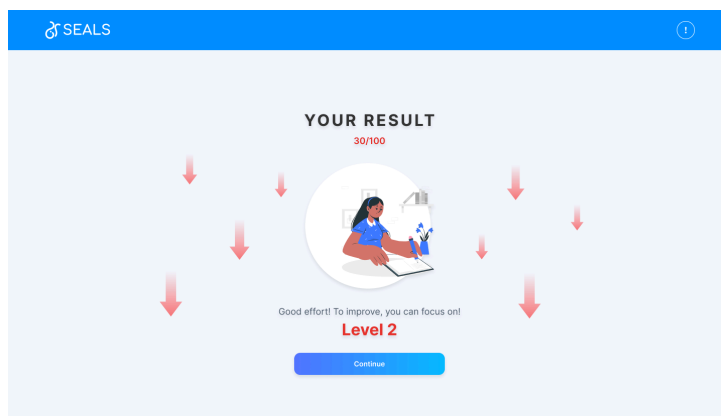 SEALS
!
YOUR RESULT
30/100
Good effort! To improve, you can focus on!
Level 2
Continue